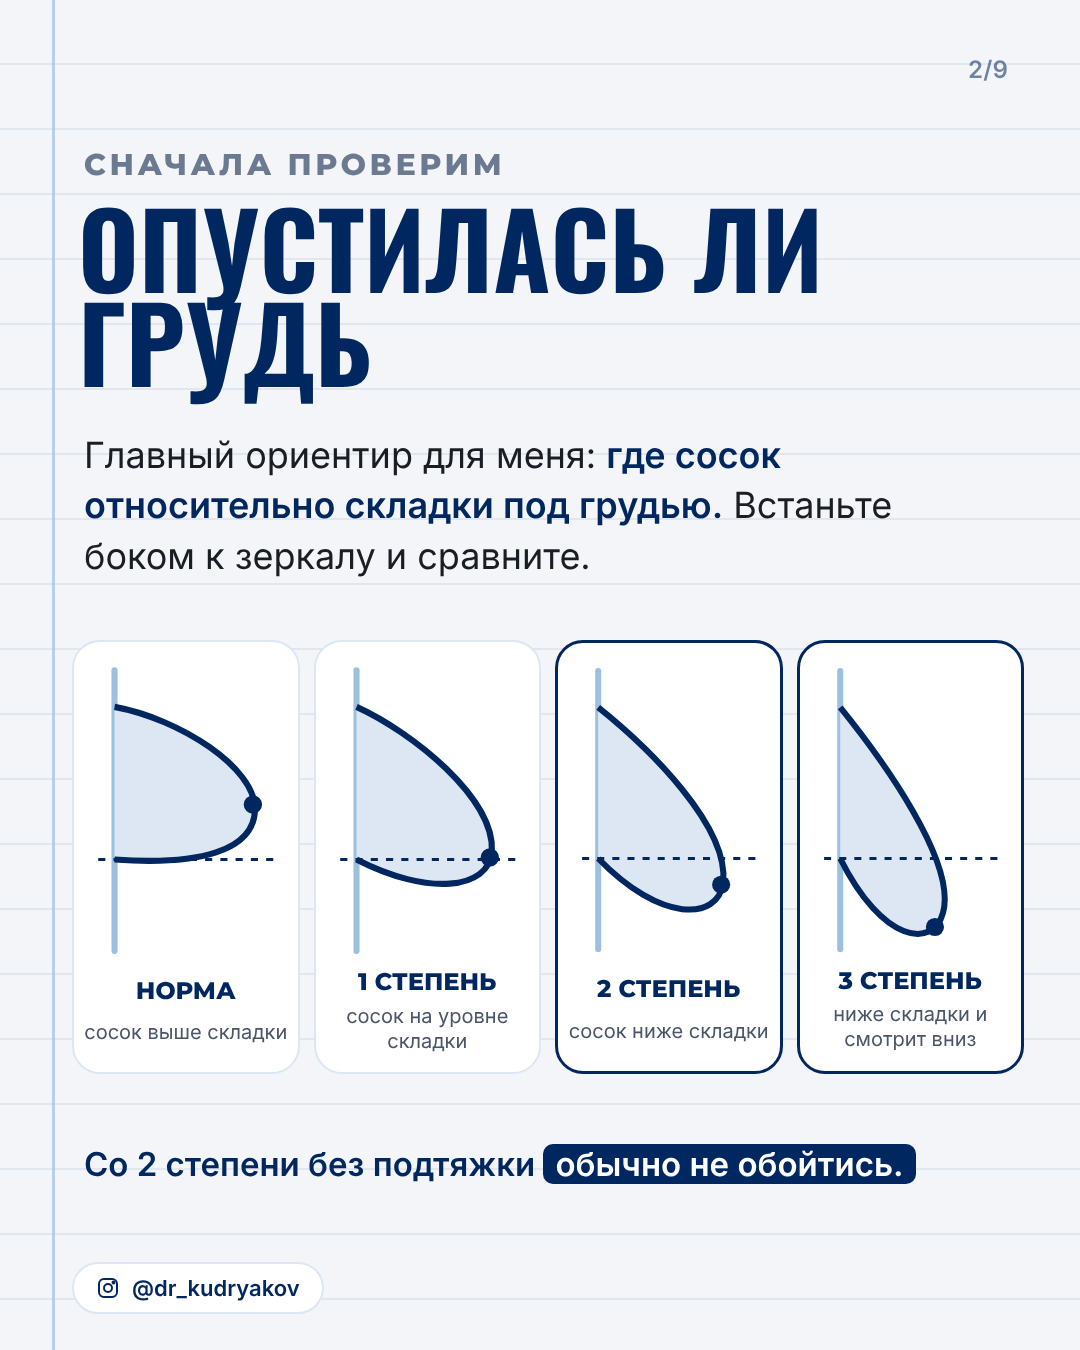 2/9
СНАЧАЛА ПРОВЕРИМ
ОПУСТИЛАСЬ ЛИ
ГРУДЬ
Главный ориентир для меня: где сосок
относительно складки под грудью. Встаньте
боком к зеркалу и сравните.
НОРМА
сосок выше складки
1 СТЕПЕНЬ
сосок на уровне
складки
2 СТЕПЕНЬ
сосок ниже складки
3 СТЕПЕНЬ
ниже складки и
смотрит вниз
Со 2 степени без подтяжки обычно не обойтись.
@dr_kudryakov